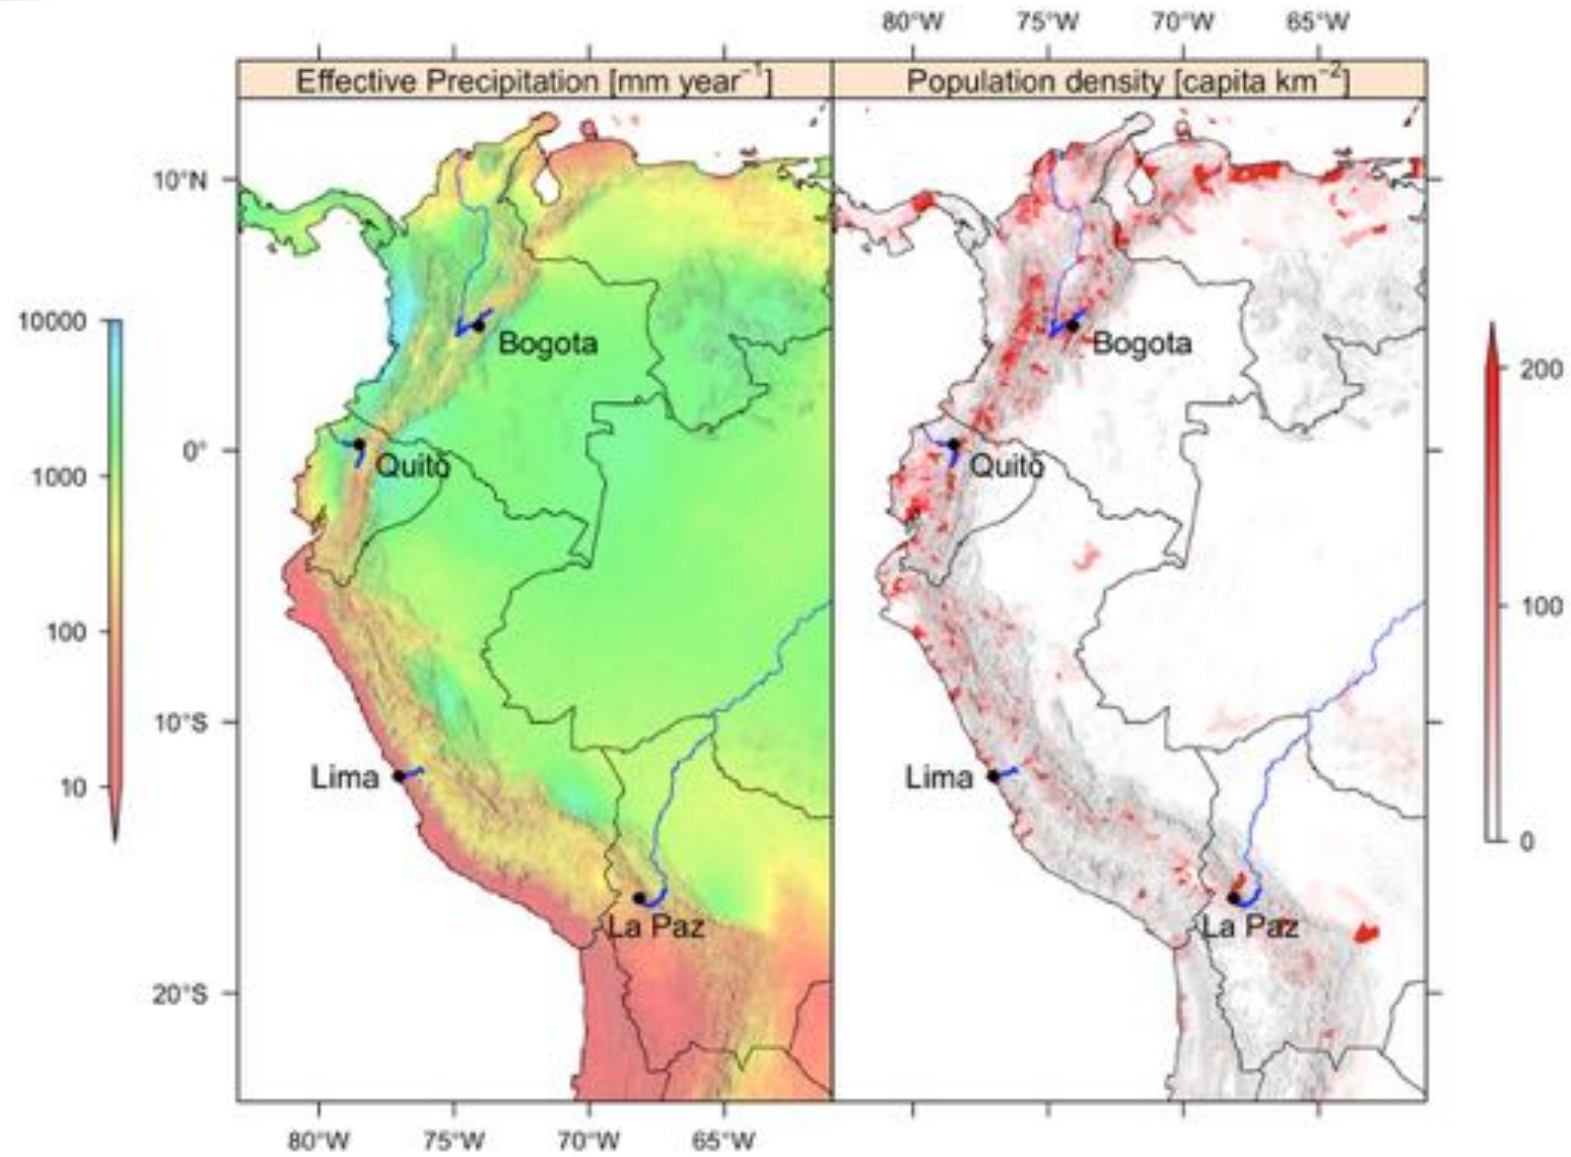 80°W 75°W 70°W 65°W
Effective Precipitation [mm year⁻¹] Population density [capita km⁻²]
10°N
10000
Bogota
Bogota
200
0°
1000
Quito
Quito
100
100
10°S
10
Lima
Lima
0
La Paz
La Paz
20°S
80°W 75°W 70°W 65°W